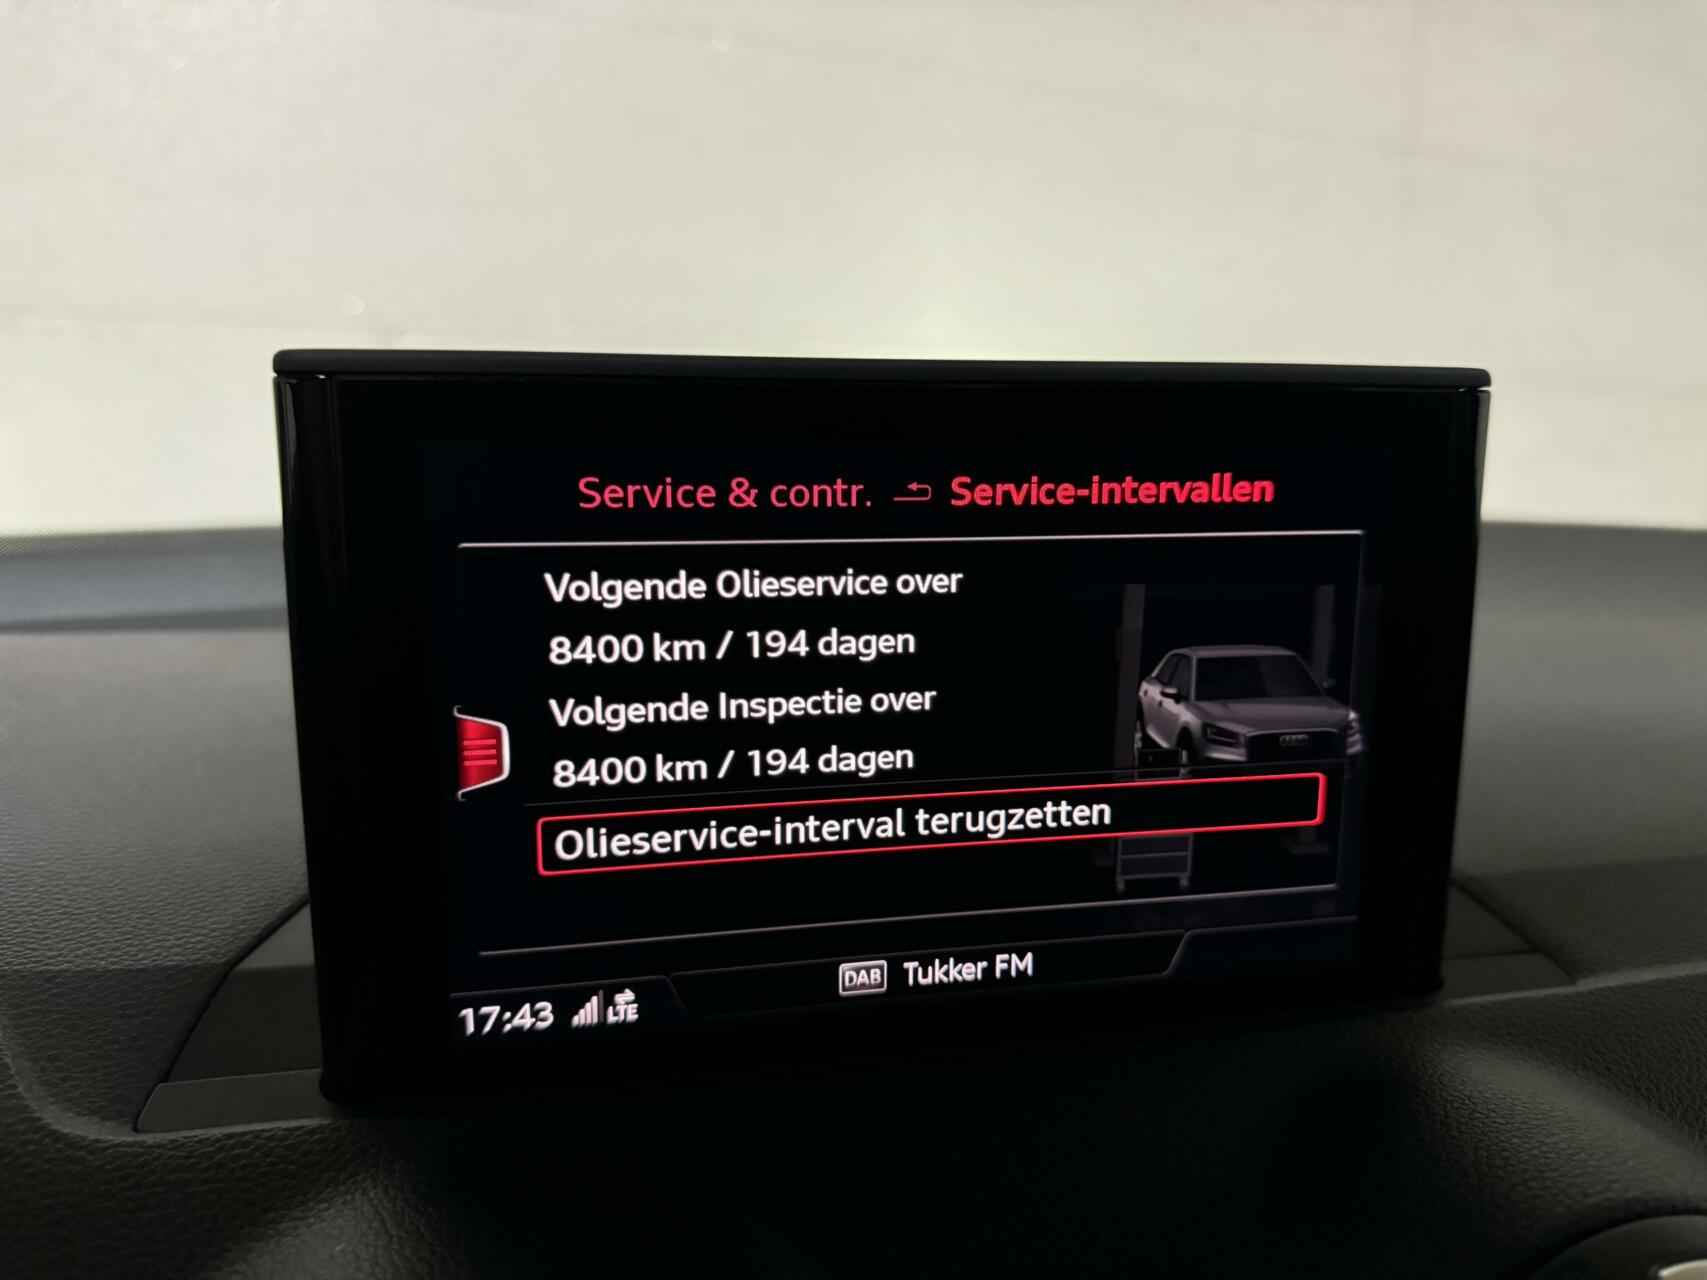 Service & contr. Service-intervallen
Volgende Olieservice over
8400 km / 194 dagen
Volgende Inspectie over
8400 km / 194 dagen
Olieservice-interval terugzetten
DAB Tukker FM
17:43 LTE